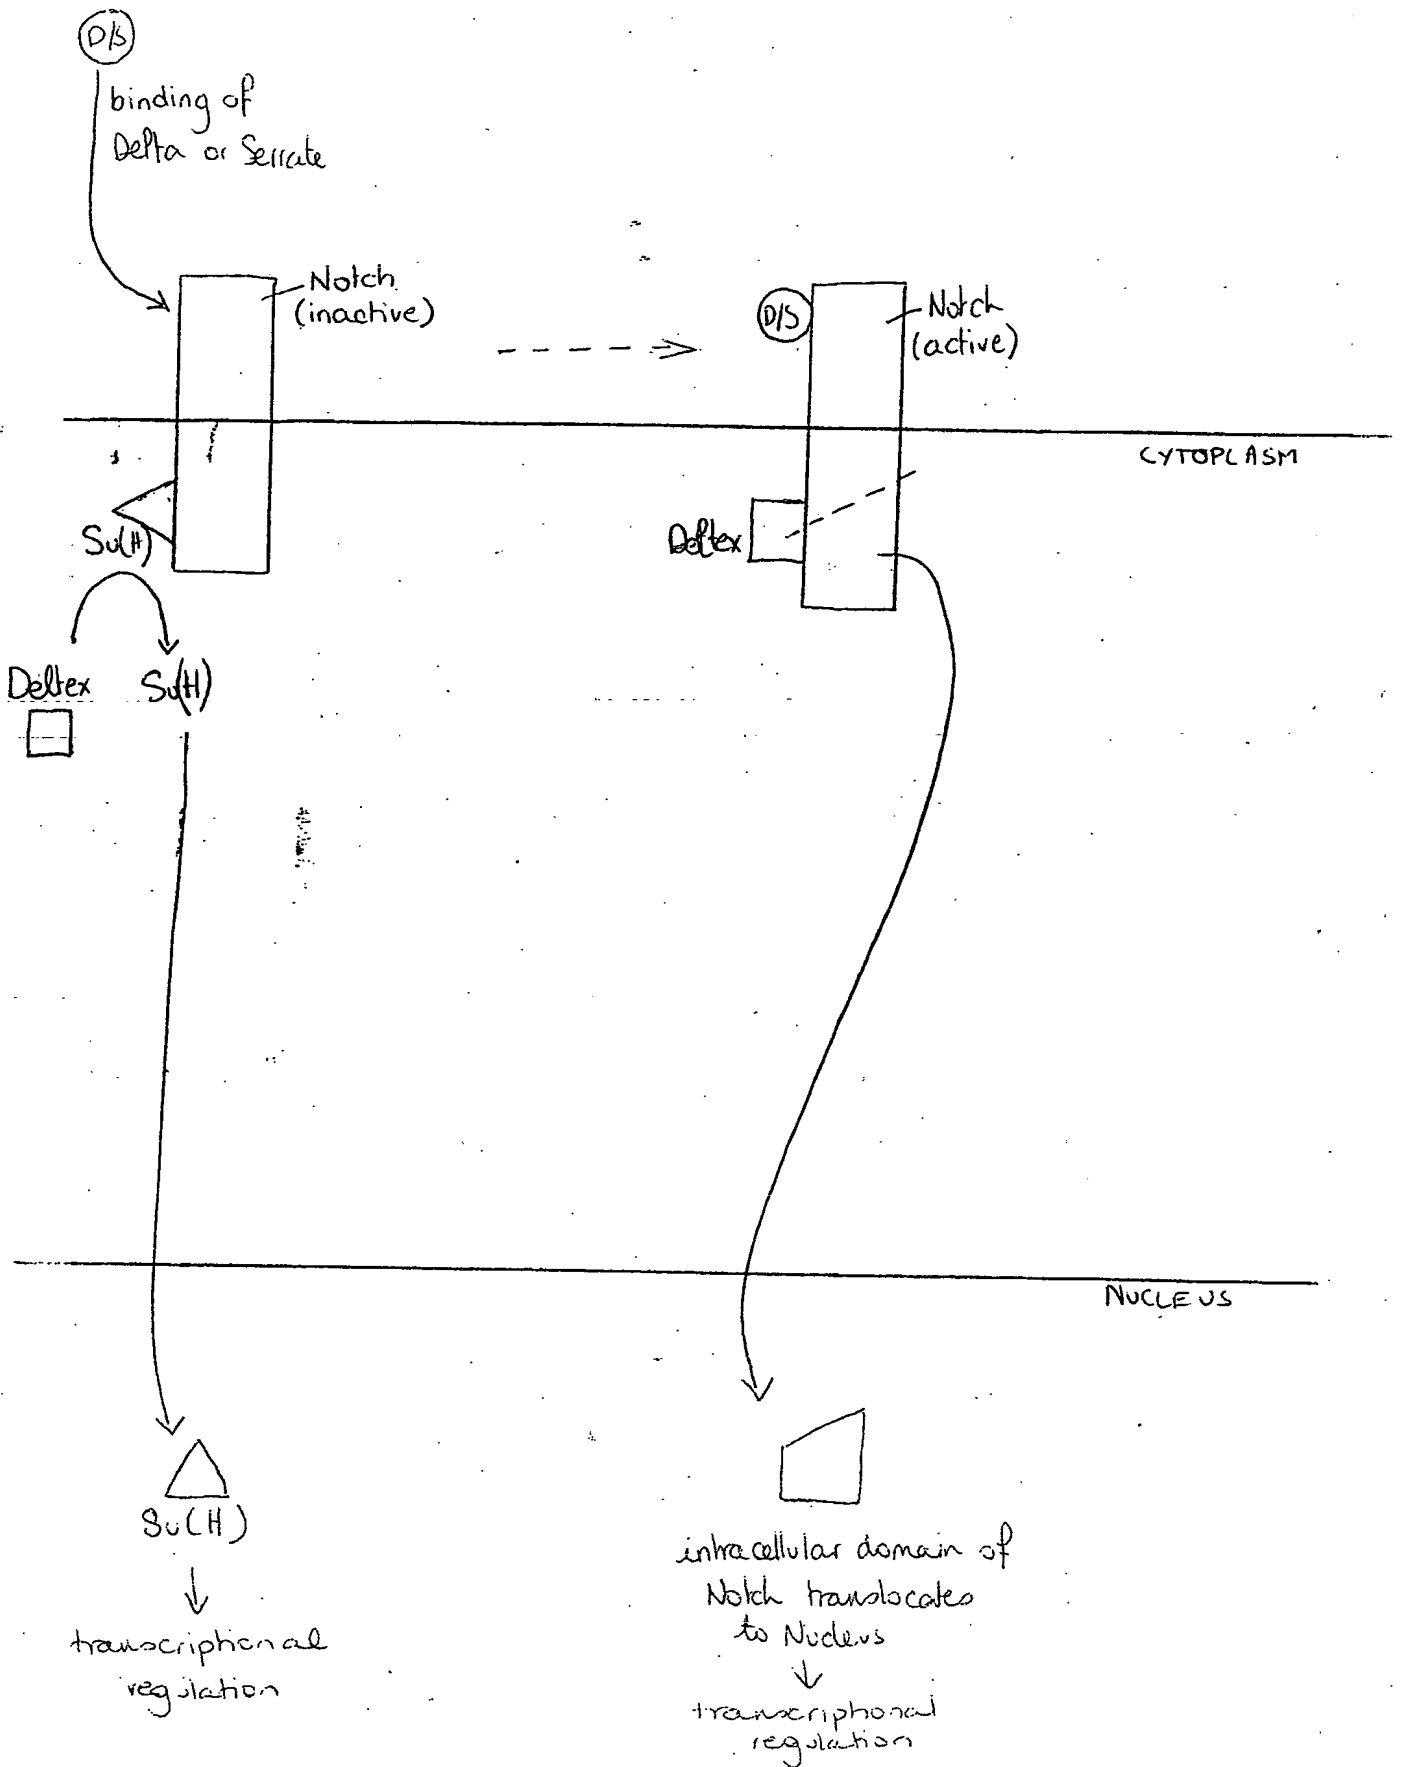 D/S
binding of
Delta or Serrate
Notch
(inactive)
D/S
Notch
(active)
CYTOPLASM
Su(H)
Deltex
Deltex
Su(H)
NUCLEUS
Su(H)
transcriptional
regulation
intracellular domain of
Notch translocates
to Nucleus
transcriptional
regulation